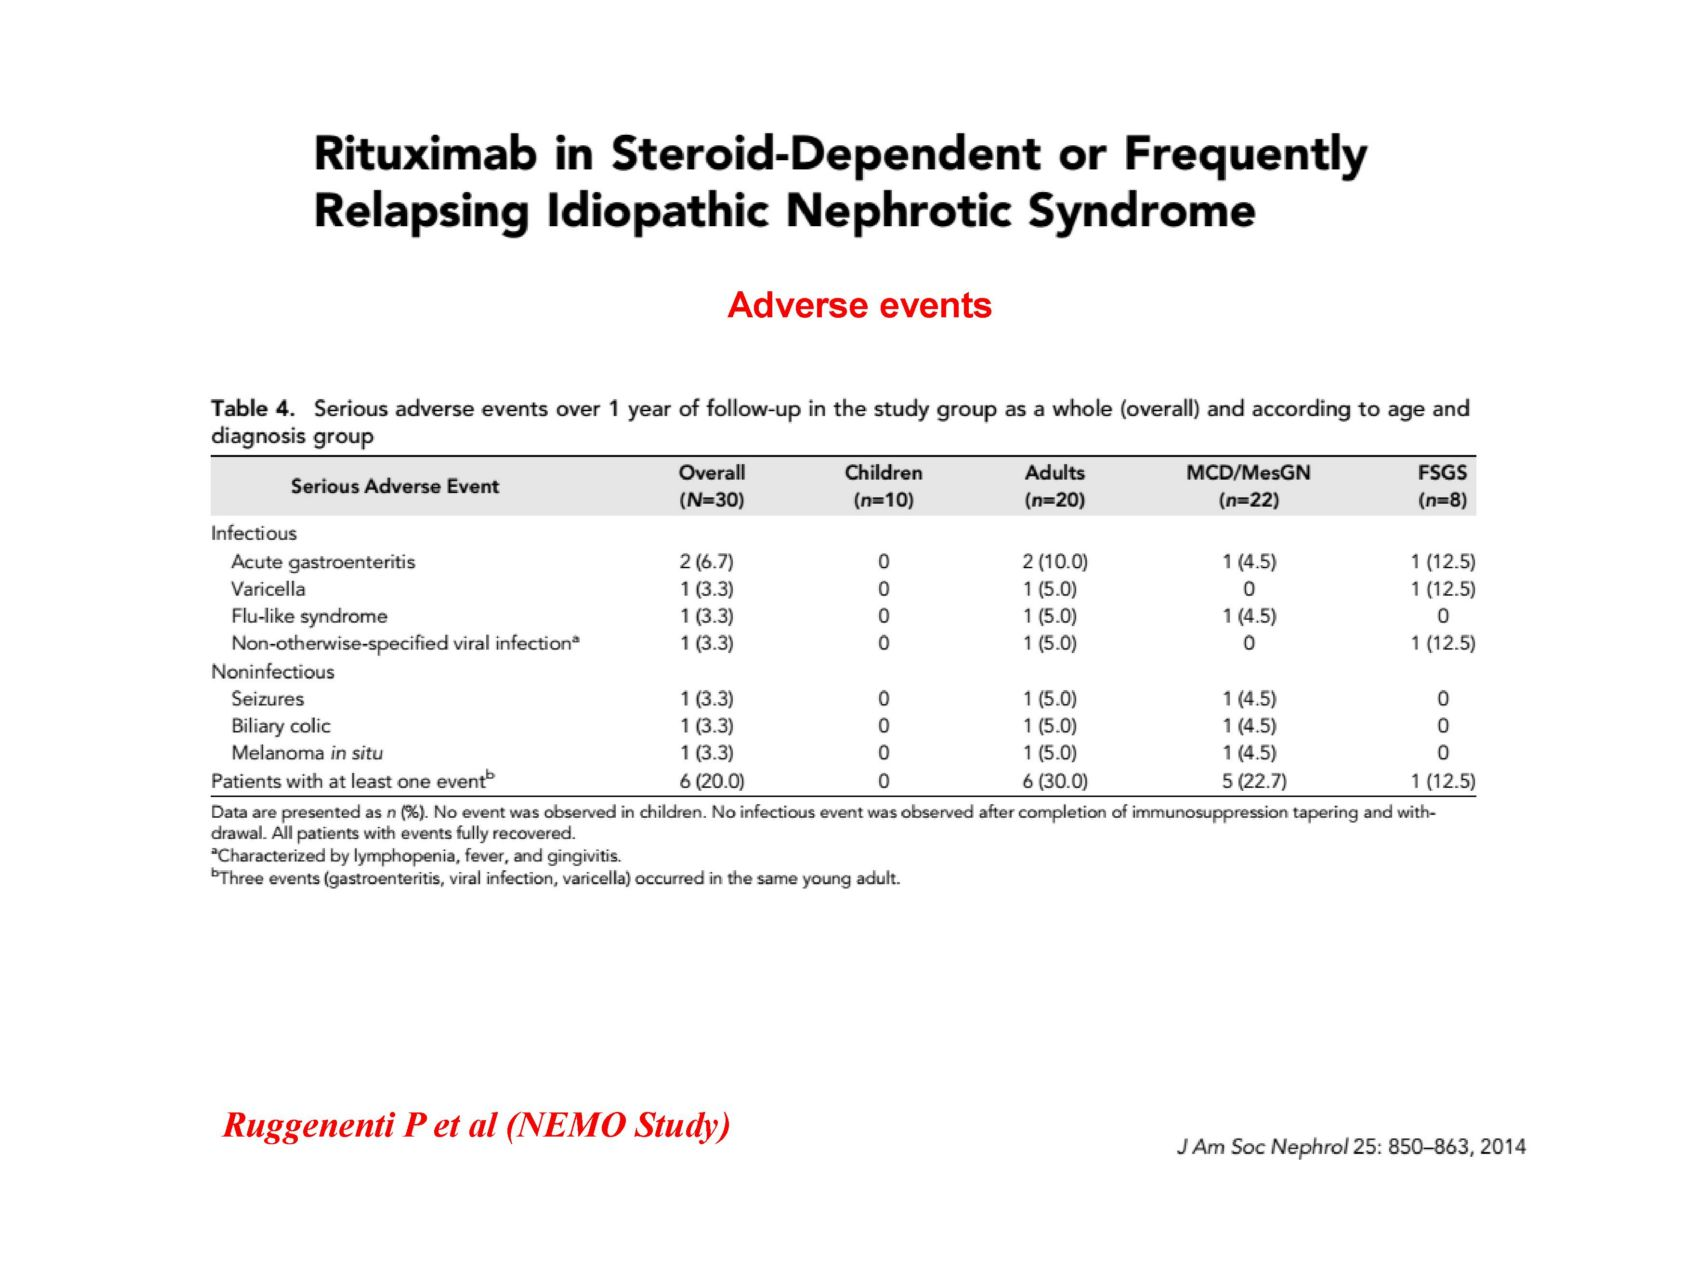 Rituximab in Steroid-Dependent or Frequently
Relapsing Idiopathic Nephrotic Syndrome
Adverse events
Table 4. Serious adverse events over 1 year of follow-up in the study group as a whole (overall) and according to age and
diagnosis group
Serious Adverse Event Overall (N=30) Children (n=10) Adults (n=20) MCD/MesGN (n=22) FSGS (n=8)
Infectious
Acute gastroenteritis 2 (6.7) 0 2 (10.0) 1 (4.5) 1 (12.5)
Varicella 1 (3.3) 0 1 (5.0) 0 1 (12.5)
Flu-like syndrome 1 (3.3) 0 1 (5.0) 1 (4.5) 0
Non-otherwise-specified viral infectionᵃ 1 (3.3) 0 1 (5.0) 0 1 (12.5)
Noninfectious
Seizures 1 (3.3) 0 1 (5.0) 1 (4.5) 0
Biliary colic 1 (3.3) 0 1 (5.0) 1 (4.5) 0
Melanoma in situ 1 (3.3) 0 1 (5.0) 1 (4.5) 0
Patients with at least one eventᵇ 6 (20.0) 0 6 (30.0) 5 (22.7) 1 (12.5)
Data are presented as n (%). No event was observed in children. No infectious event was observed after completion of immunosuppression tapering and with-
drawal. All patients with events fully recovered.
ᵃCharacterized by lymphopenia, fever, and gingivitis.
ᵇThree events (gastroenteritis, viral infection, varicella) occurred in the same young adult.
Ruggenenti P et al (NEMO Study)
J Am Soc Nephrol 25: 850–863, 2014